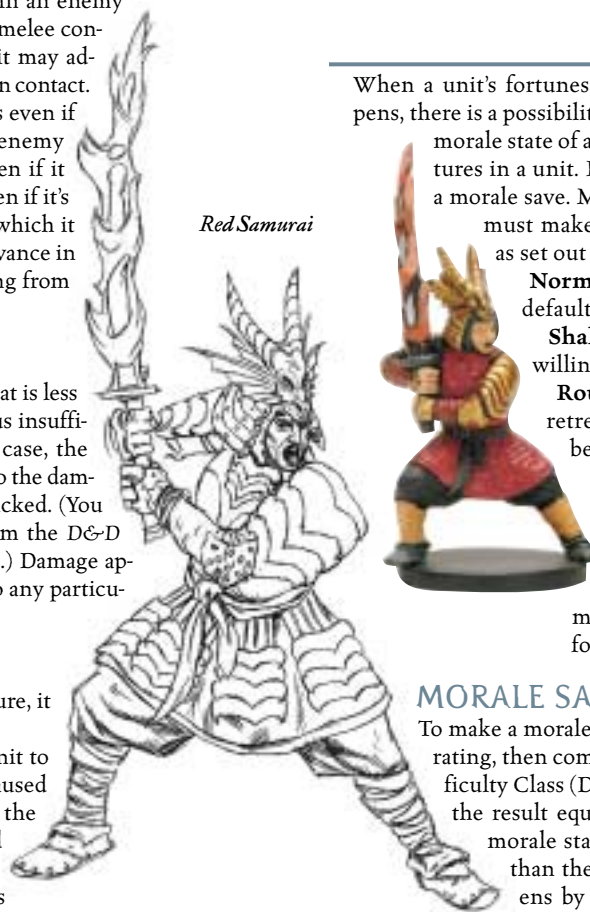 in an enemy
melee con-
it may ad-
n contact.
s even if
enemy
en if it
en if it's
which it
vance in
ng from
at is less
us insuffi-
case, the
o the dam-
cked. (You
m the D&D
.) Damage ap-
o any particu-
ure, it
nit to
used
the
s
Red Samurai
When a unit's fortunes
pens, there is a possibilit
morale state of a
tures in a unit. I
a morale save. M
must make
as set out
Norm
default
Shal
willin
Rou
retre
be
m
fo
MORALE SA
To make a morale
rating, then com
ficulty Class (D
the result equ
morale sta
than the
ens by